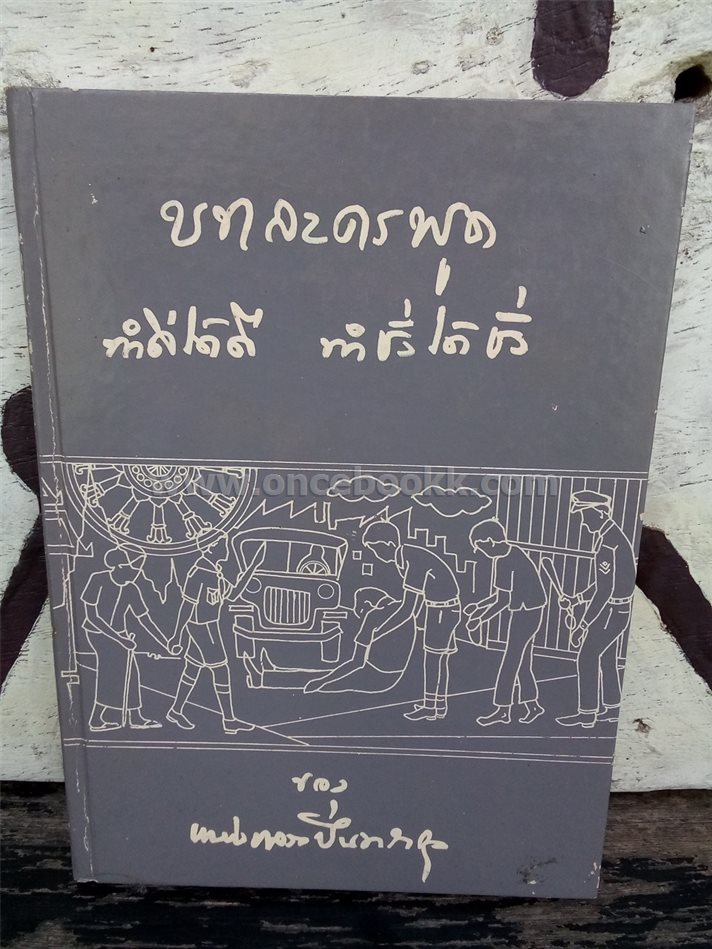 บทละครพูด
ทำดีได้ดี ทำชั่วได้ชั่ว
www.oncebookk.com
ของ